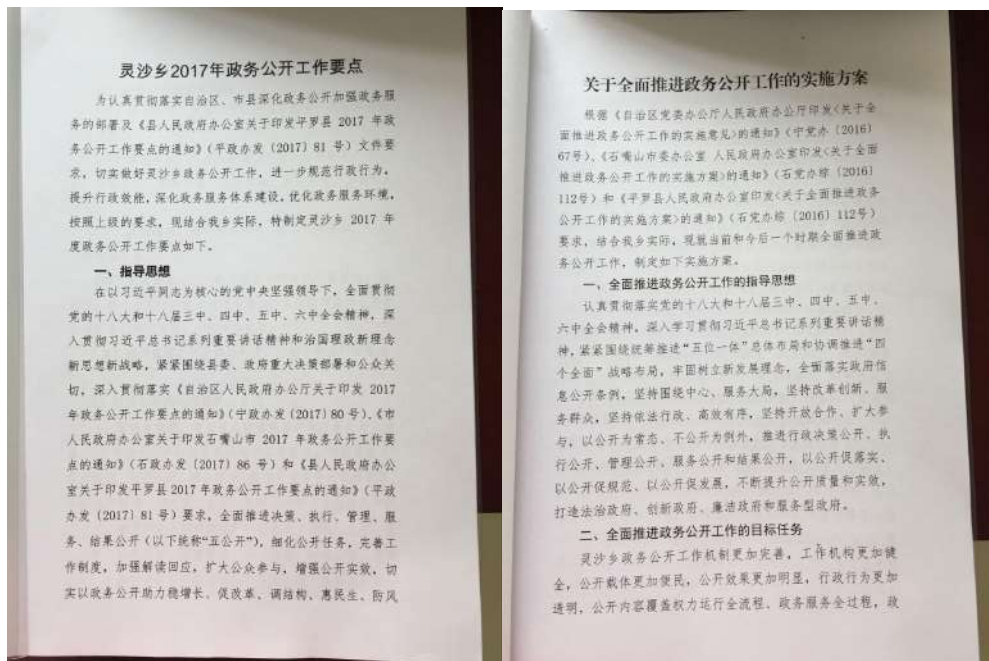 灵沙乡2017年政务公开工作要点
为认真贯彻落实自治区、市县深化政务公开加强政务服
务的部署及《县人民政府办公室关于印发平罗县 2017 年政
务公开工作要点的通知》（平政办发〔2017〕81 号）文件要
求，切实做好灵沙乡政务公开工作，进一步规范行政行为，
提升行政效能，深化政务服务体系建设，优化政务服务环境，
按照上级的要求，现结合我乡实际，特制定灵沙乡 2017 年
度政务公开工作要点如下。
一、指导思想
在以习近平同志为核心的党中央坚强领导下，全面贯彻
党的十八大和十八届三中、四中、五中、六中全会精神，深
入贯彻习近平总书记系列重要讲话精神和治国理政新理念
新思想新战略，紧紧围绕县委、政府重大决策部署和公众关
切，深入贯彻落实《自治区人民政府办公厅关于印发 2017
年政务公开工作要点的通知》（宁政办发〔2017〕80 号）、《市
人民政府办公室关于印发石嘴山市 2017 年政务公开工作要
点的通知》（石政办发〔2017〕86 号）和《县人民政府办公
室关于印发平罗县 2017 年政务公开工作要点的通知》（平政
办发〔2017〕81 号）要求，全面推进决策、执行、管理、服
务、结果公开（以下统称“五公开”），细化公开任务，完善工
作制度，加强解读回应，扩大公众参与，增强公开实效，切
实以政务公开助力稳增长、促改革、调结构、惠民生、防风
关于全面推进政务公开工作的实施方案
根据《自治区党委办公厅人民政府办公厅印发〈关于全
面推进政务公开工作的实施意见〉的通知》（宁党办〔2016〕
67号）、《石嘴山市委办公室 人民政府办公室印发〈关于全面
推进政务公开工作的实施方案〉的通知》（石党办综〔2016〕
112号）和《平罗县人民政府办公室印发〈关于全面推进政务
公开工作的实施方案〉的通知》（石党办综〔2016〕112号）
要求，结合我乡实际，现就当前和今后一个时期全面推进政
务公开工作，制定如下实施方案。
一、全面推进政务公开工作的指导思想
认真贯彻落实党的十八大和十八届三中、四中、五中、
六中全会精神，深入学习贯彻习近平总书记系列重要讲话精
神，紧紧围绕统筹推进“五位一体”总体布局和协调推进“四
个全面”战略布局，牢固树立新发展理念，全面落实政府信
息公开条例，坚持围绕中心、服务大局，坚持改革创新、服
务群众，坚持依法行政、高效有序，坚持开放合作、扩大参
与，以公开为常态、不公开为例外，推进行政决策公开、执
行公开、管理公开、服务公开和结果公开，以公开促落实、
以公开促规范、以公开促发展，不断提升公开质量和实效，
打造法治政府、创新政府、廉洁政府和服务型政府。
二、全面推进政务公开工作的目标任务
灵沙乡政务公开工作机制更加完善，工作机构更加健
全，公开载体更加便民，公开效果更加明显，行政行为更加
透明，公开内容覆盖权力运行全流程、政务服务全过程，政